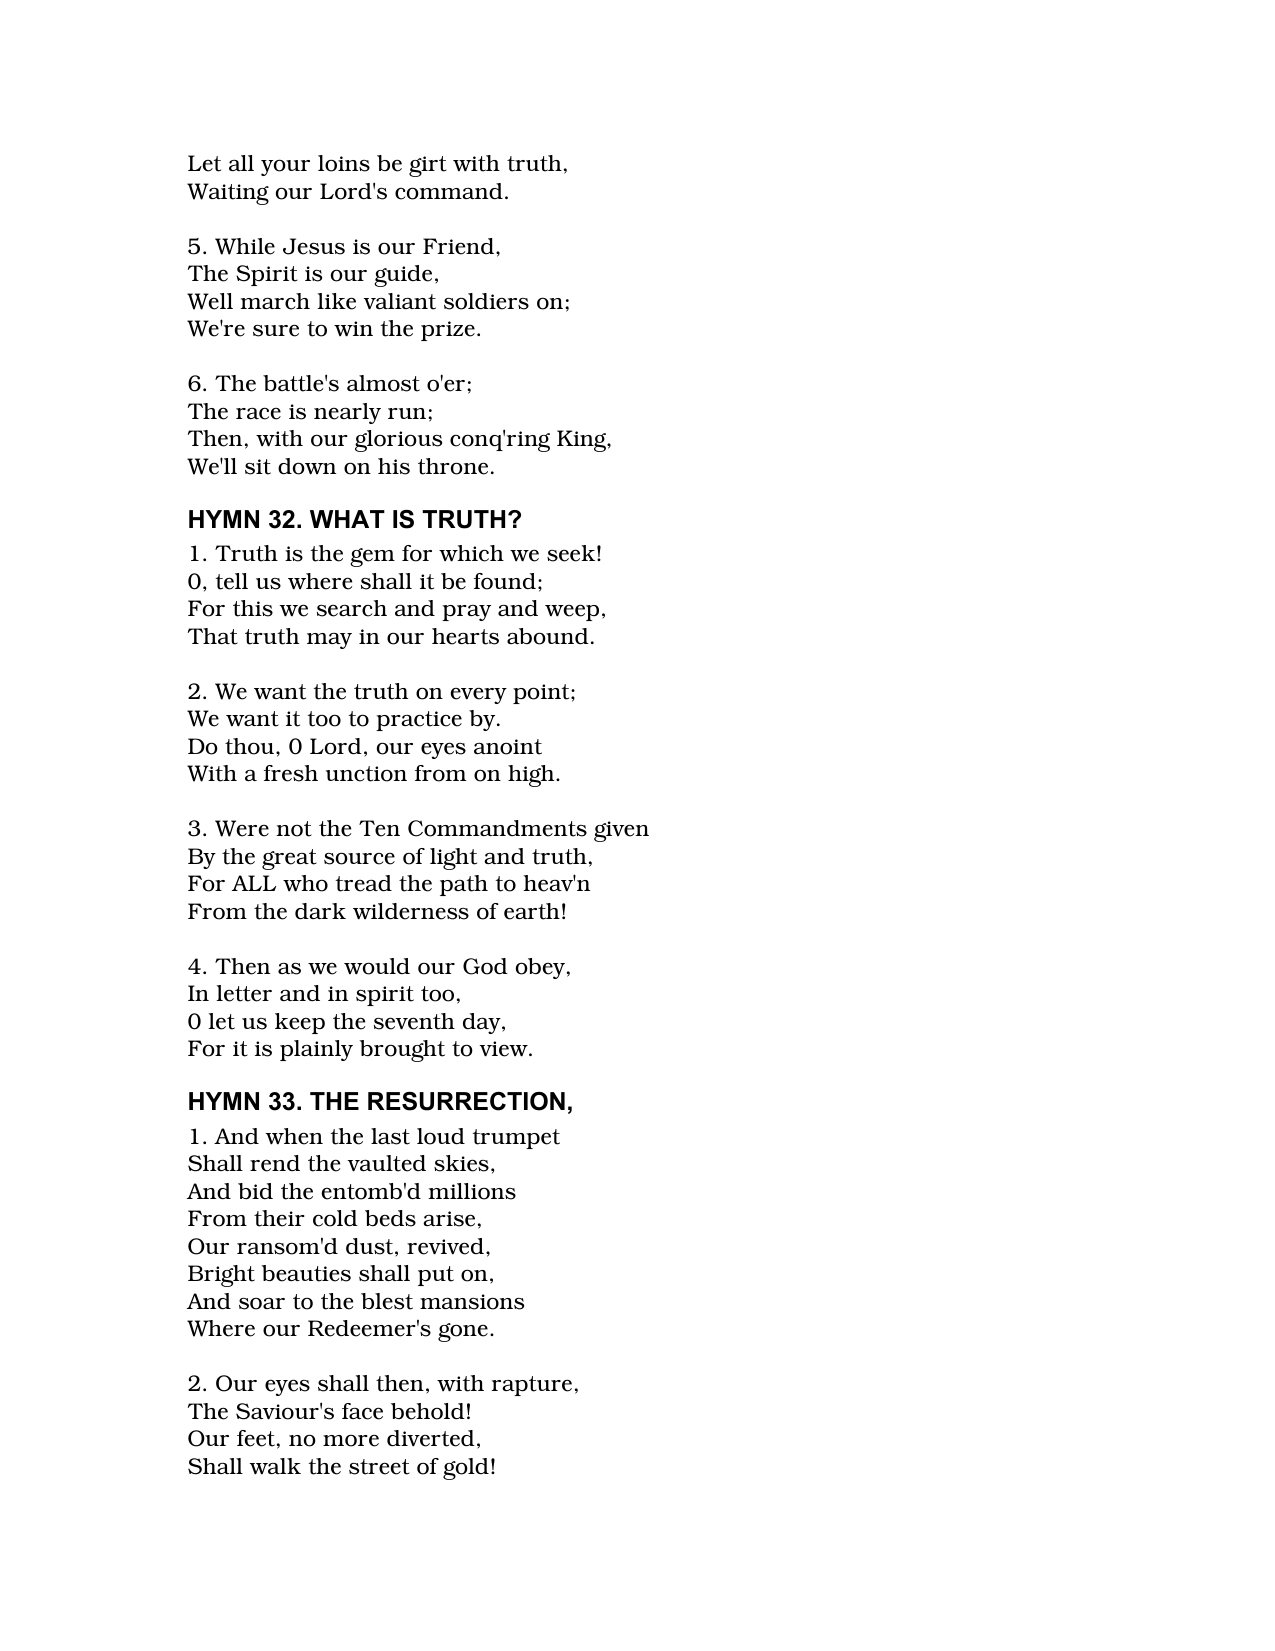 Let all your loins be girt with truth,
Waiting our Lord's command.
5. While Jesus is our Friend,
The Spirit is our guide,
Well march like valiant soldiers on;
We're sure to win the prize.
6. The battle's almost o'er;
The race is nearly run;
Then, with our glorious conq'ring King,
We'll sit down on his throne.
HYMN 32. WHAT IS TRUTH?
1. Truth is the gem for which we seek!
0, tell us where shall it be found;
For this we search and pray and weep,
That truth may in our hearts abound.
2. We want the truth on every point;
We want it too to practice by.
Do thou, 0 Lord, our eyes anoint
With a fresh unction from on high.
3. Were not the Ten Commandments given
By the great source of light and truth,
For ALL who tread the path to heav'n
From the dark wilderness of earth!
4. Then as we would our God obey,
In letter and in spirit too,
0 let us keep the seventh day,
For it is plainly brought to view.
HYMN 33. THE RESURRECTION,
1. And when the last loud trumpet
Shall rend the vaulted skies,
And bid the entomb'd millions
From their cold beds arise,
Our ransom'd dust, revived,
Bright beauties shall put on,
And soar to the blest mansions
Where our Redeemer's gone.
2. Our eyes shall then, with rapture,
The Saviour's face behold!
Our feet, no more diverted,
Shall walk the street of gold!